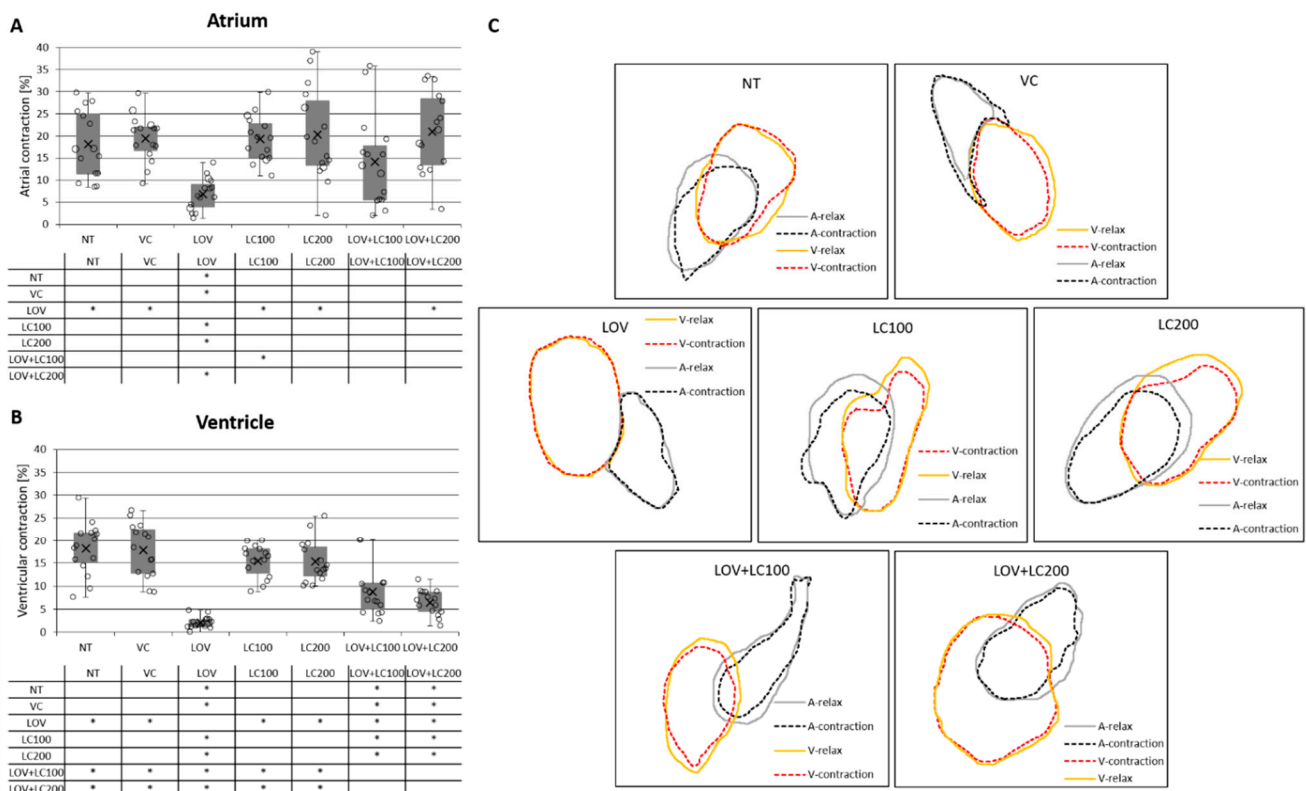 A
Atrium
Atrial contraction [%]
40
35
30
25
20
15
10
5
0
NT VC LOV LC100 LC200 LOV+LC100 LOV+LC200
NT VC LOV LC100 LC200 LOV+LC100 LOV+LC200
NT *
VC *
LOV * * * * *
LC100 *
LC200 *
LOV+LC100 *
LOV+LC200 *
B
Ventricle
Ventricular contraction [%]
40
35
30
25
20
15
10
5
0
NT VC LOV LC100 LC200 LOV+LC100 LOV+LC200
NT VC LOV LC100 LC200 LOV+LC100 LOV+LC200
NT * * *
VC * * *
LOV * * * * * *
LC100 * * *
LC200 * * *
LOV+LC100 * * * * *
LOV+LC200 * * * * *
C
NT
A-relax
A-contraction
V-relax
V-contraction
VC
V-relax
V-contraction
A-relax
A-contraction
LOV
V-relax
V-contraction
A-relax
A-contraction
LC100
V-contraction
V-relax
A-relax
A-contraction
LC200
V-relax
V-contraction
A-relax
A-contraction
LOV+LC100
A-relax
A-contraction
V-relax
V-contraction
LOV+LC200
A-relax
A-contraction
V-contraction
V-relax